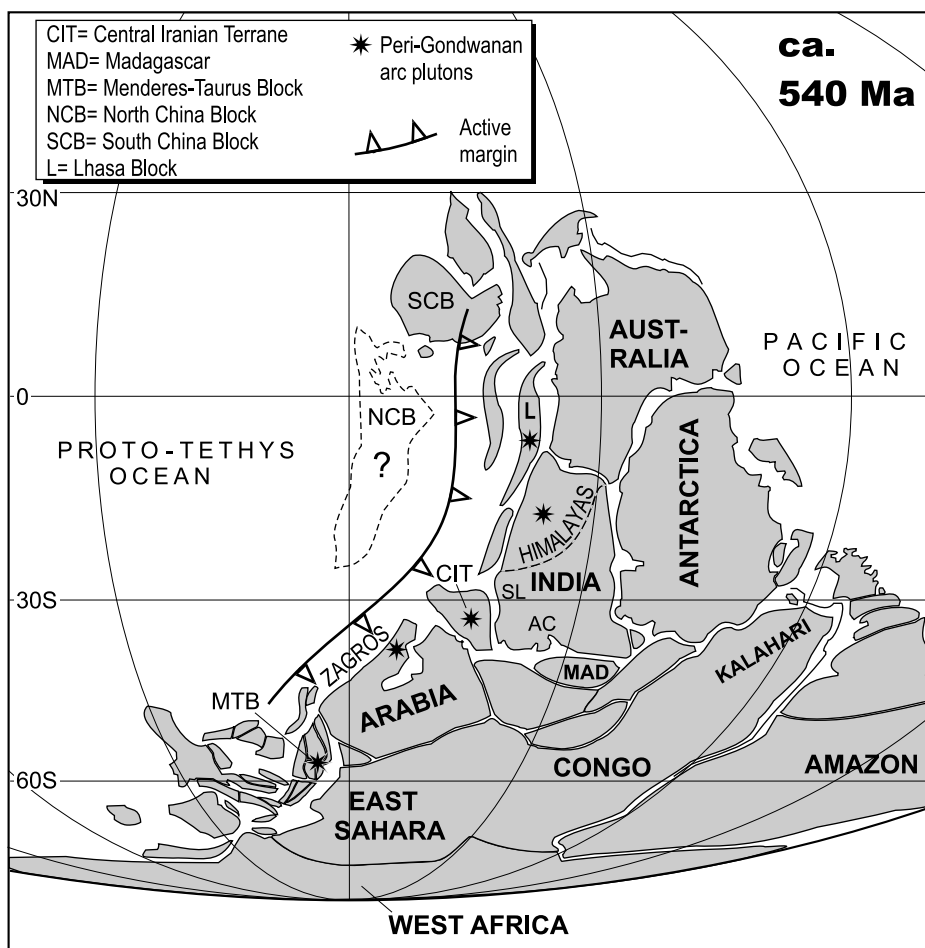 CIT= Central Iranian Terrane
MAD= Madagascar
MTB= Menderes-Taurus Block
NCB= North China Block
SCB= South China Block
L= Lhasa Block
Peri-Gondwanan
arc plutons
Active
margin
ca.
540 Ma
30N
SCB
AUST-
RALIA
PACIFIC
OCEAN
0
NCB
L
?
PROTO-TETHYS
OCEAN
ANTARCTICA
HIMALAYAS
CIT
INDIA
SL
30S
AC
ZAGROS
MAD
KALAHARI
MTB
ARABIA
CONGO
AMAZON
60S
EAST
SAHARA
WEST AFRICA